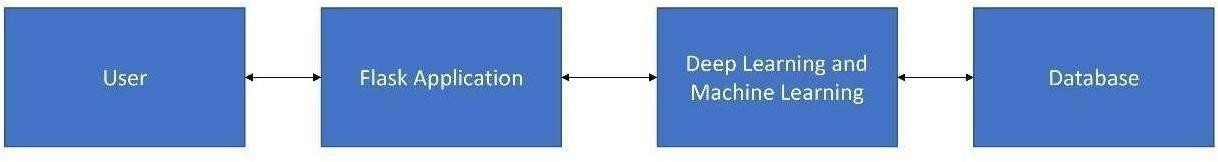 User
Flask Application
Deep Learning and
Machine Learning
Database